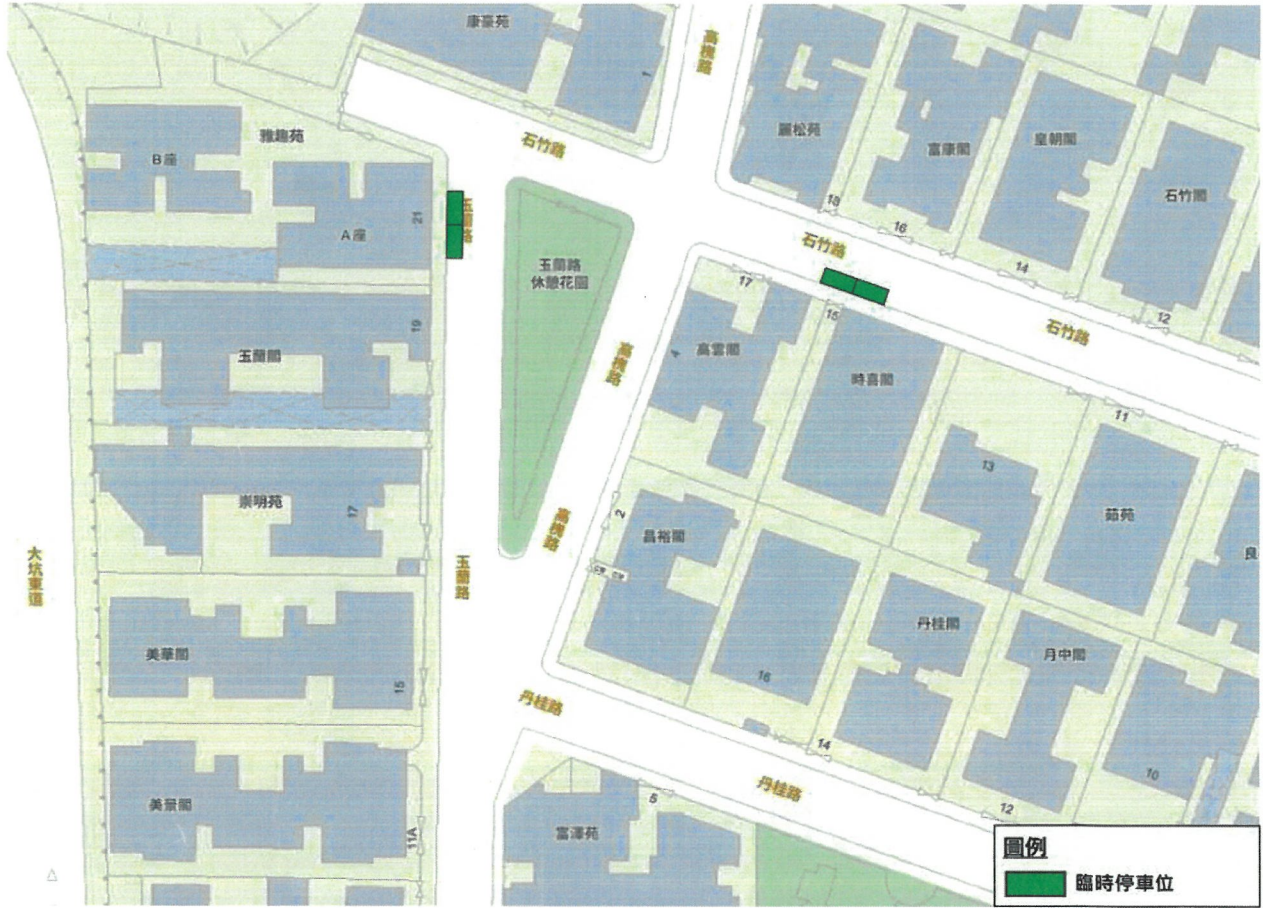 康豪苑
1
高槐路
石竹路
雅趣苑
B座
A座
21
玉蘭路
麗松苑
18
富康閣
16
皇朝閣
14
石竹閣
12
石竹路
石竹路
玉蘭路
休憩花園
17
15
高雲閣
4
時喜閣
高槐路
19
玉蘭閣
11
13
茹苑
崇明苑
17
2
昌裕閣
高槐路
大坑東道
玉蘭路
良
美華閣
15
16
丹桂閣
月中閣
丹桂路
14
10
丹桂路
12
美景閣
11A
富澤苑
5
圖例
臨時停車位